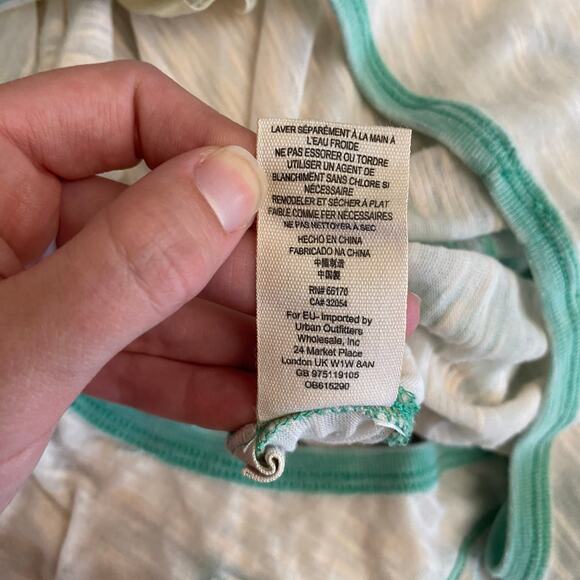 LAVER SÉPARÉMENT À LA MAIN À
L'EAU FROIDE
NE PAS ESSORER OU TORDRE
UTILISER UN AGENT DE
BLANCHIMENT SANS CHLORE SI
NÉCESSAIRE
REMODELER ET SÉCHER À PLAT
FAIBLE COMME FER NÉCESSAIRES
NE PAS NETTOYER À SEC
HECHO EN CHINA
FABRICADO NA CHINA
中國制造
中国製
RN# 66170
CA# 32054
For EU- Imported by
Urban Outfitters
Wholesale, Inc
24 Market Place
London UK W1W 8AN
GB 975119105
OB615290